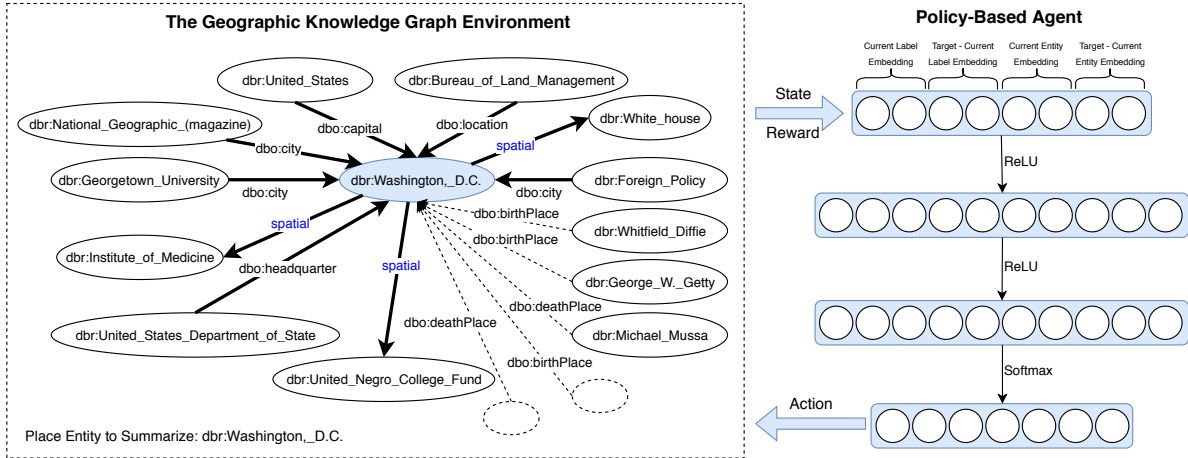 The Geographic Knowledge Graph Environment
dbr:United_States
dbr:Bureau_of_Land_Management
dbr:National_Geographic_(magazine)
dbo:capital
dbo:location
dbr:White_house
dbo:city
spatial
dbr:Georgetown_University
dbr:Washington,_D.C.
dbr:Foreign_Policy
dbo:city
dbo:city
dbo:birthPlace
spatial
dbr:Whitfield_Diffie
dbo:birthPlace
dbr:Institute_of_Medicine
dbo:headquarter
spatial
dbr:George_W._Getty
dbo:deathPlace
dbo:deathPlace
dbr:United_States_Department_of_State
dbr:Michael_Mussa
dbo:birthPlace
dbr:United_Negro_College_Fund
Place Entity to Summarize: dbr:Washington,_D.C.
Policy-Based Agent
Current Label
Embedding
Target - Current
Label Embedding
Current Entity
Embedding
Target - Current
Entity Embedding
State
Reward
ReLU
ReLU
Softmax
Action